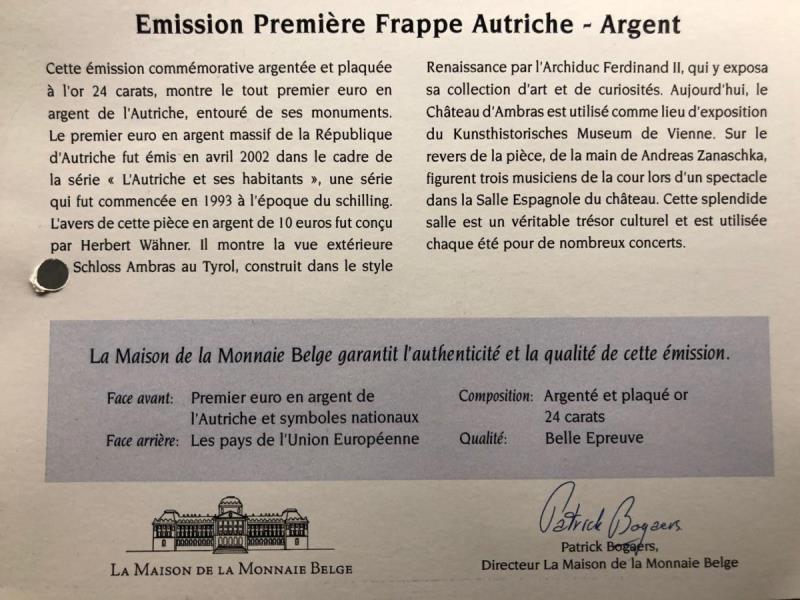 Emission Première Frappe Autriche - Argent
Cette émission commémorative argentée et plaquée
à l'or 24 carats, montre le tout premier euro en
argent de l'Autriche, entouré de ses monuments.
Le premier euro en argent massif de la République
d'Autriche fut émis en avril 2002 dans le cadre de
la série « L'Autriche et ses habitants », une série
qui fut commencée en 1993 à l'époque du schilling.
L'avers de cette pièce en argent de 10 euros fut conçu
par Herbert Wähner. Il montre la vue extérieure
Schloss Ambras au Tyrol, construit dans le style
Renaissance par l'Archiduc Ferdinand II, qui y exposa
sa collection d'art et de curiosités. Aujourd'hui, le
Château d'Ambras est utilisé comme lieu d'exposition
du Kunsthistorisches Museum de Vienne. Sur le
revers de la pièce, de la main de Andreas Zanaschka,
figurent trois musiciens de la cour lors d'un spectacle
dans la Salle Espagnole du château. Cette splendide
salle est un véritable trésor culturel et est utilisée
chaque été pour de nombreux concerts.
La Maison de la Monnaie Belge garantit l'authenticité et la qualité de cette émission.
Face avant: Premier euro en argent de
l'Autriche et symboles nationaux
Face arrière: Les pays de l'Union Européenne
Composition: Argenté et plaqué or
24 carats
Qualité: Belle Epreuve
La Maison de la Monnaie Belge
Patrick Bogaers
Patrick Bogaers,
Directeur La Maison de la Monnaie Belge